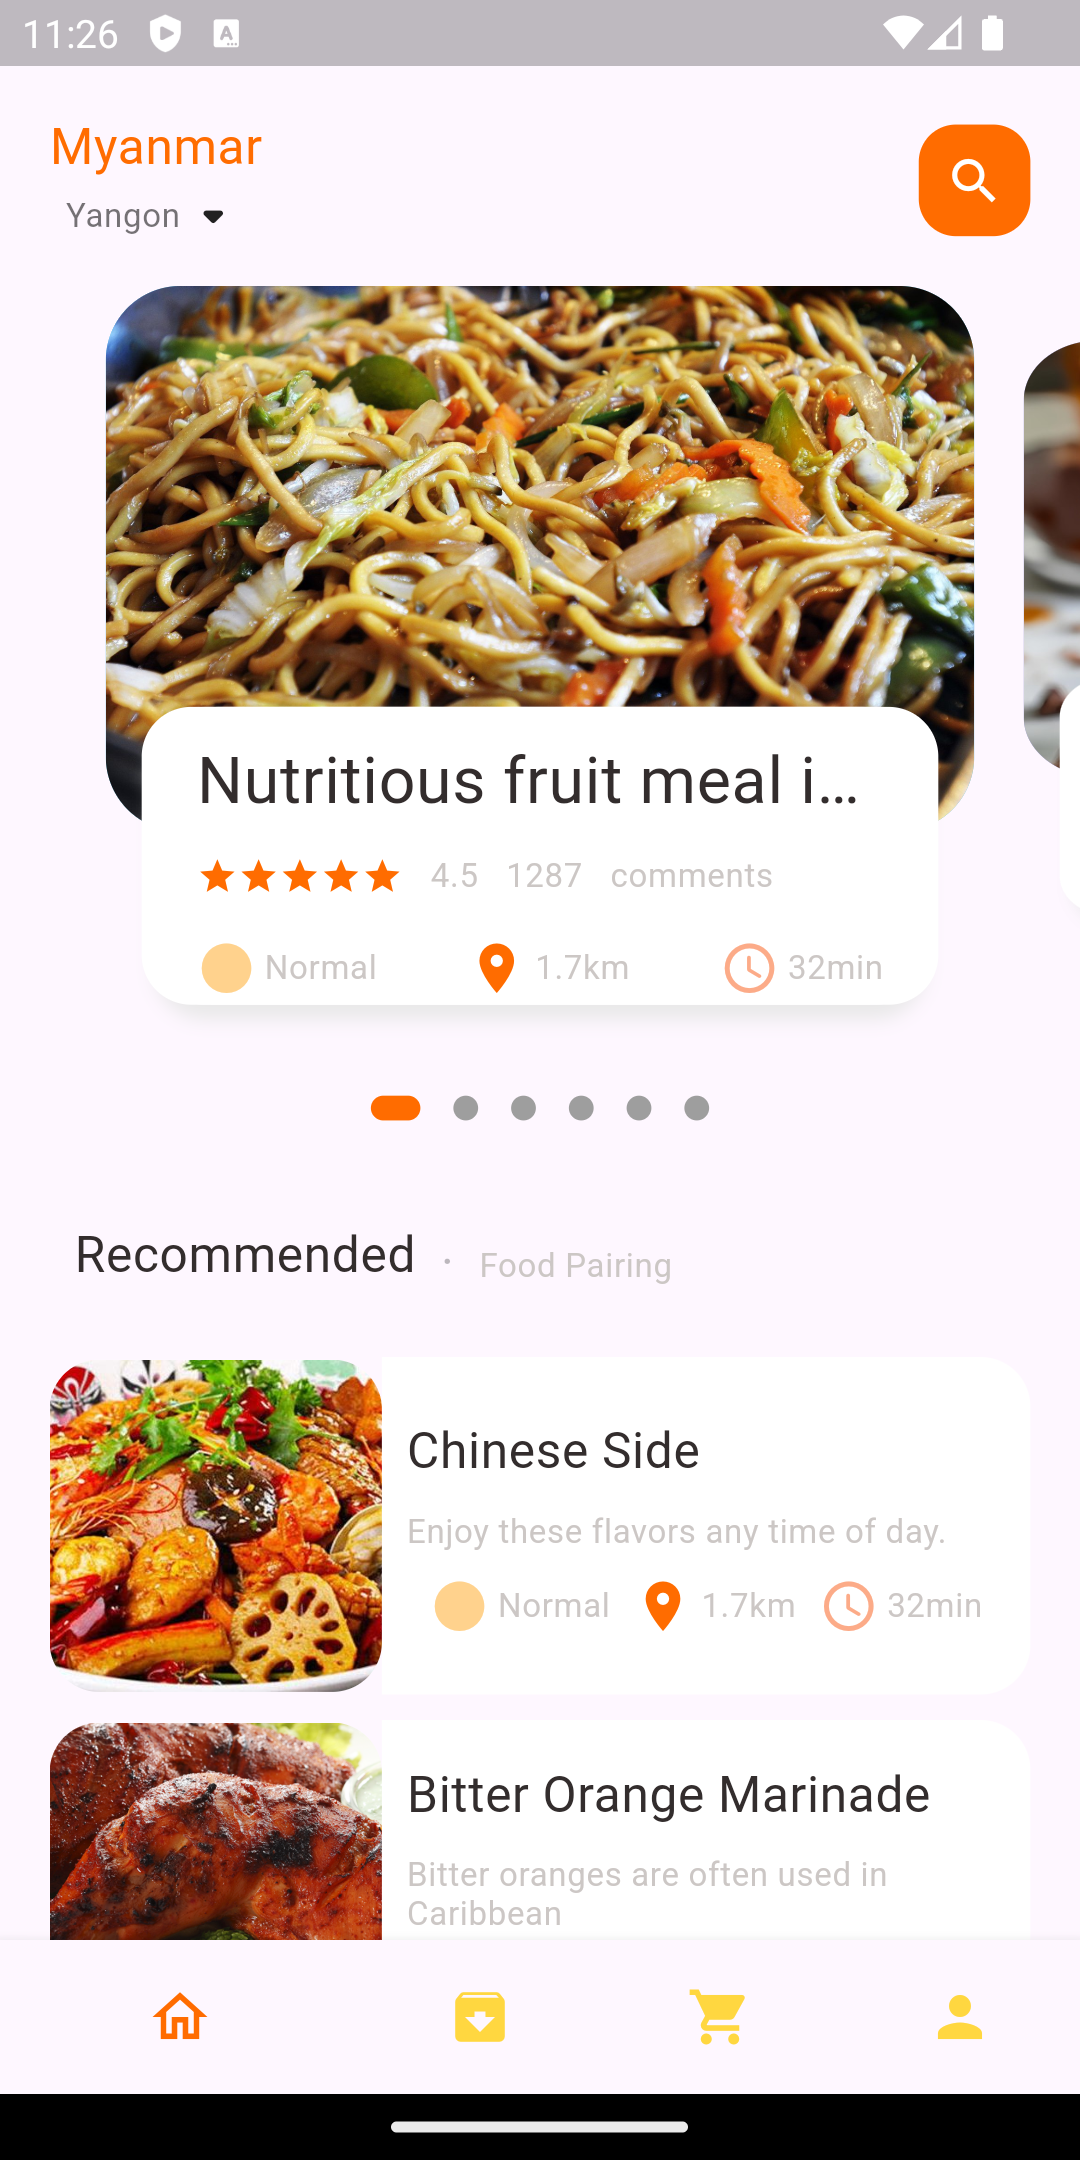 11:26
Myanmar
Yangon
Nutritious fruit meal i...
4.5 1287 comments
Normal 1.7km 32min
Recommended · Food Pairing
Chinese Side
Enjoy these flavors any time of day.
Normal 1.7km 32min
Bitter Orange Marinade
Bitter oranges are often used in
Caribbean